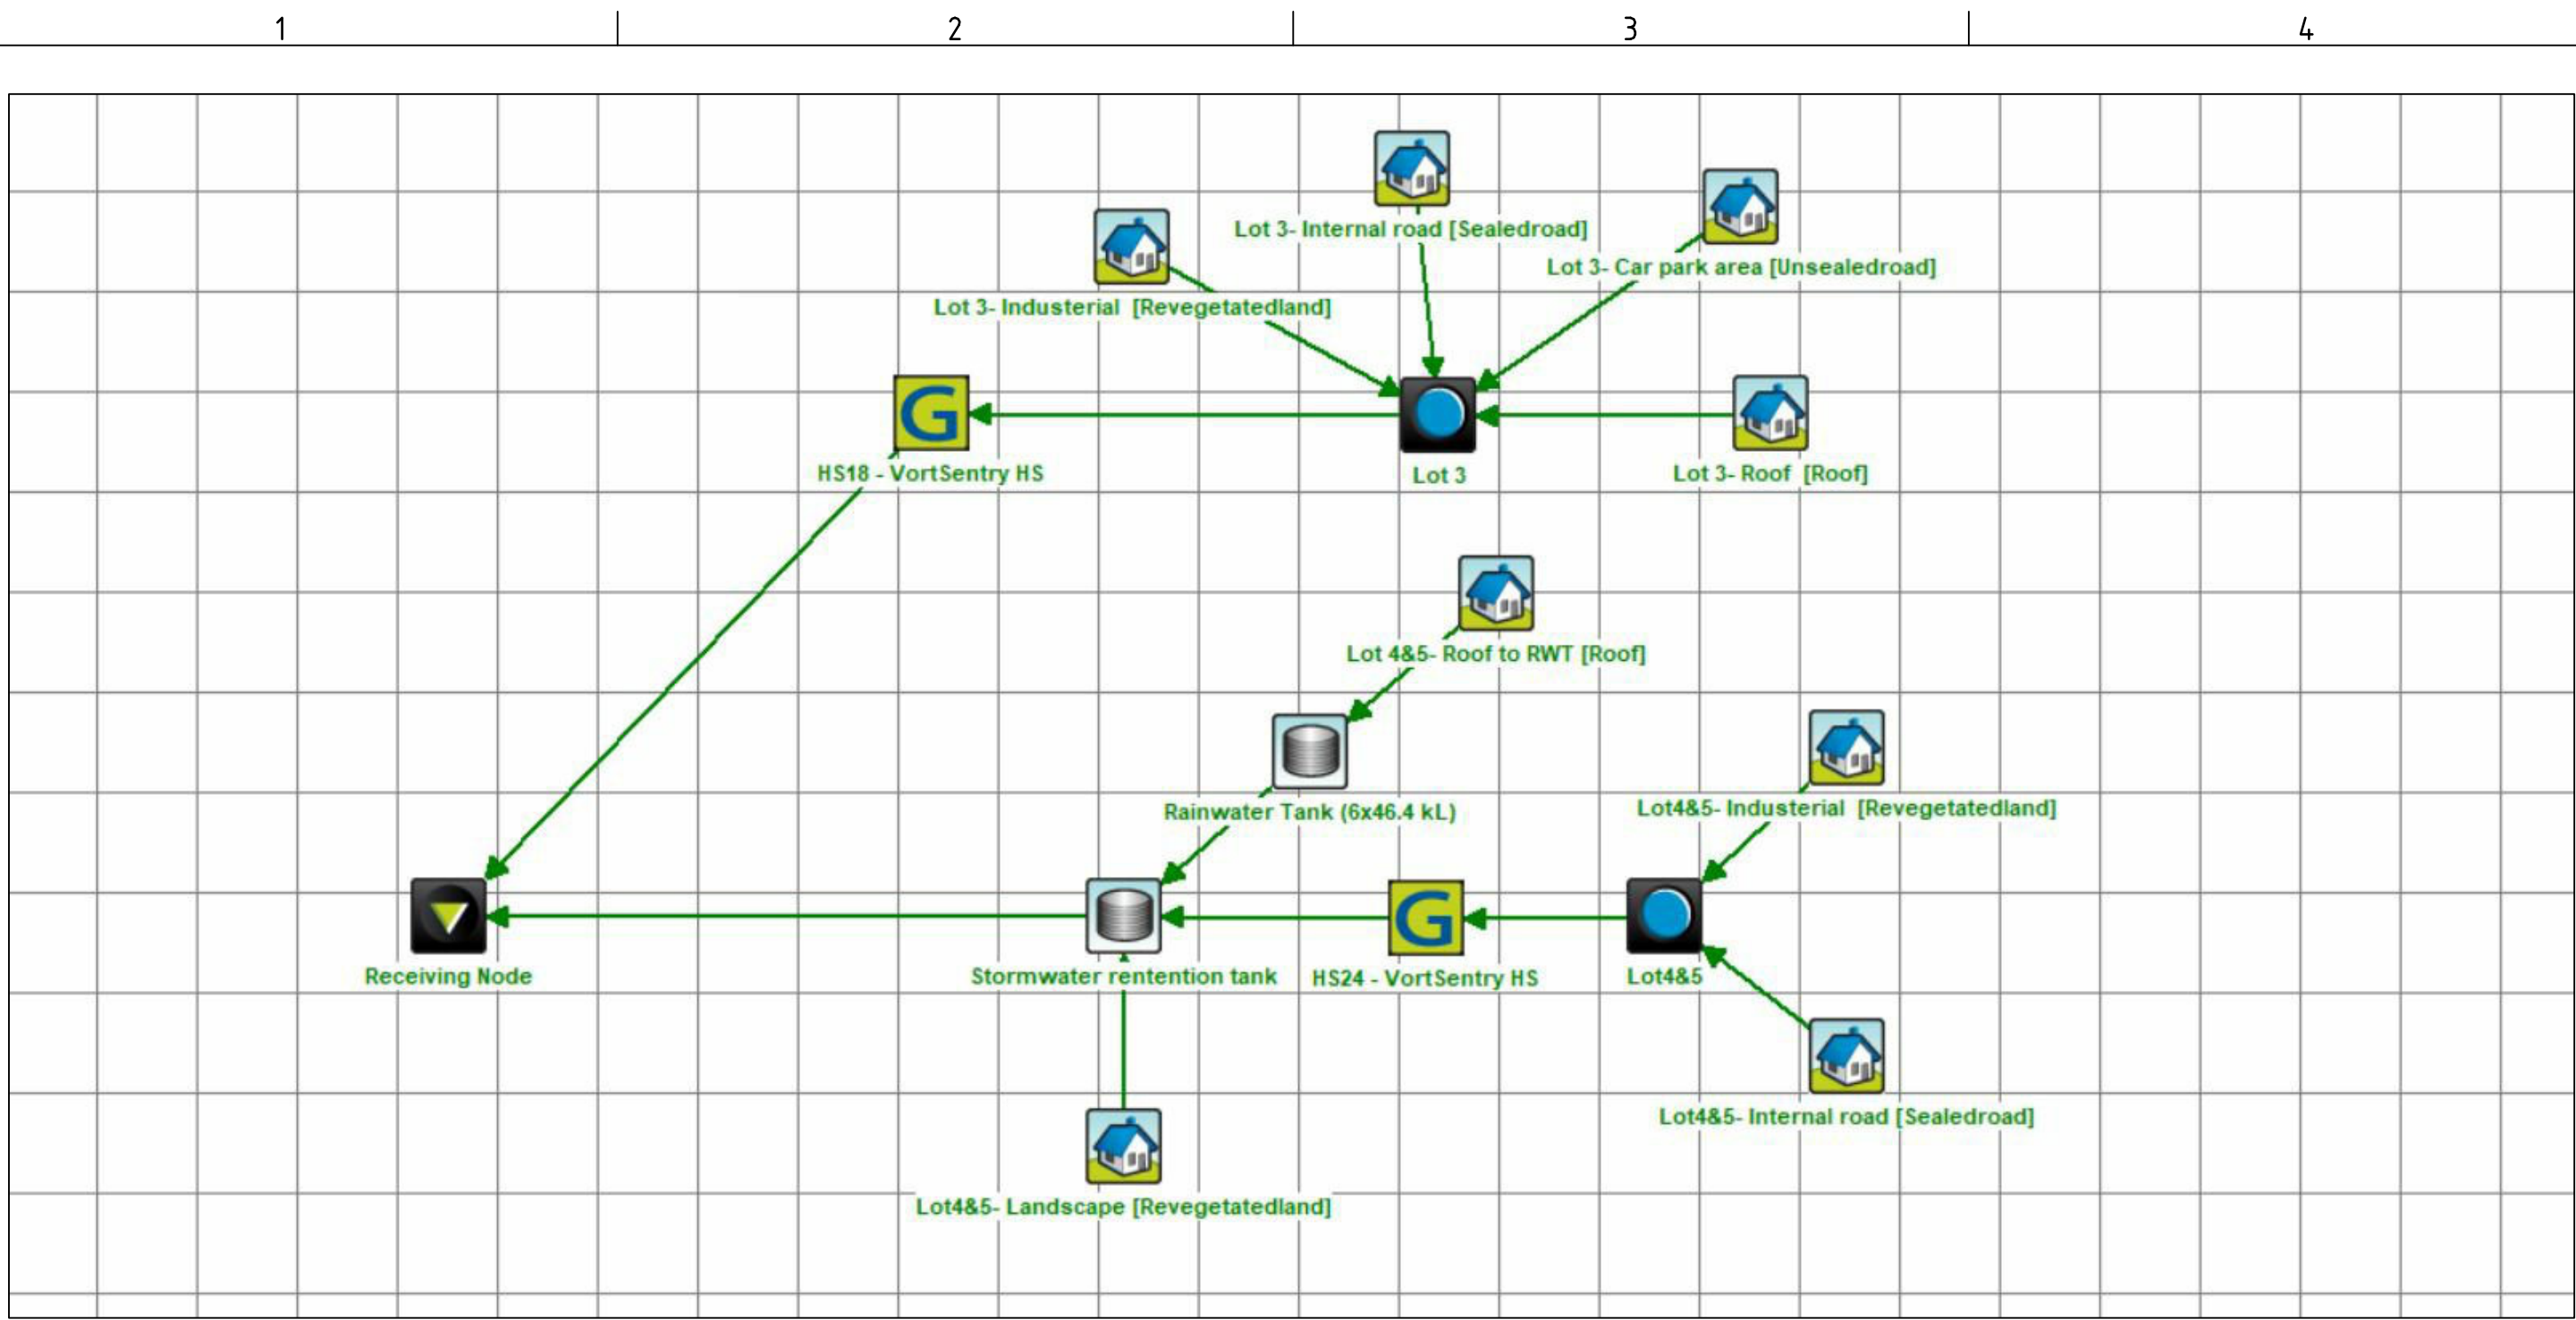 1
2
3
4
Lot 3- Internal road [Sealedroad]
Lot 3- Car park area [Unsealedroad]
Lot 3- Industerial  [Revegetatedland]
G
HS18 - VortSentry HS
Lot 3
Lot 3- Roof  [Roof]
Lot 4&5- Roof to RWT [Roof]
Rainwater Tank (6x46.4 kL)
Lot4&5- Industerial  [Revegetatedland]
G
Receiving Node
Stormwater rentention tank
HS24 - VortSentry HS
Lot4&5
Lot4&5- Internal road [Sealedroad]
Lot4&5- Landscape [Revegetatedland]